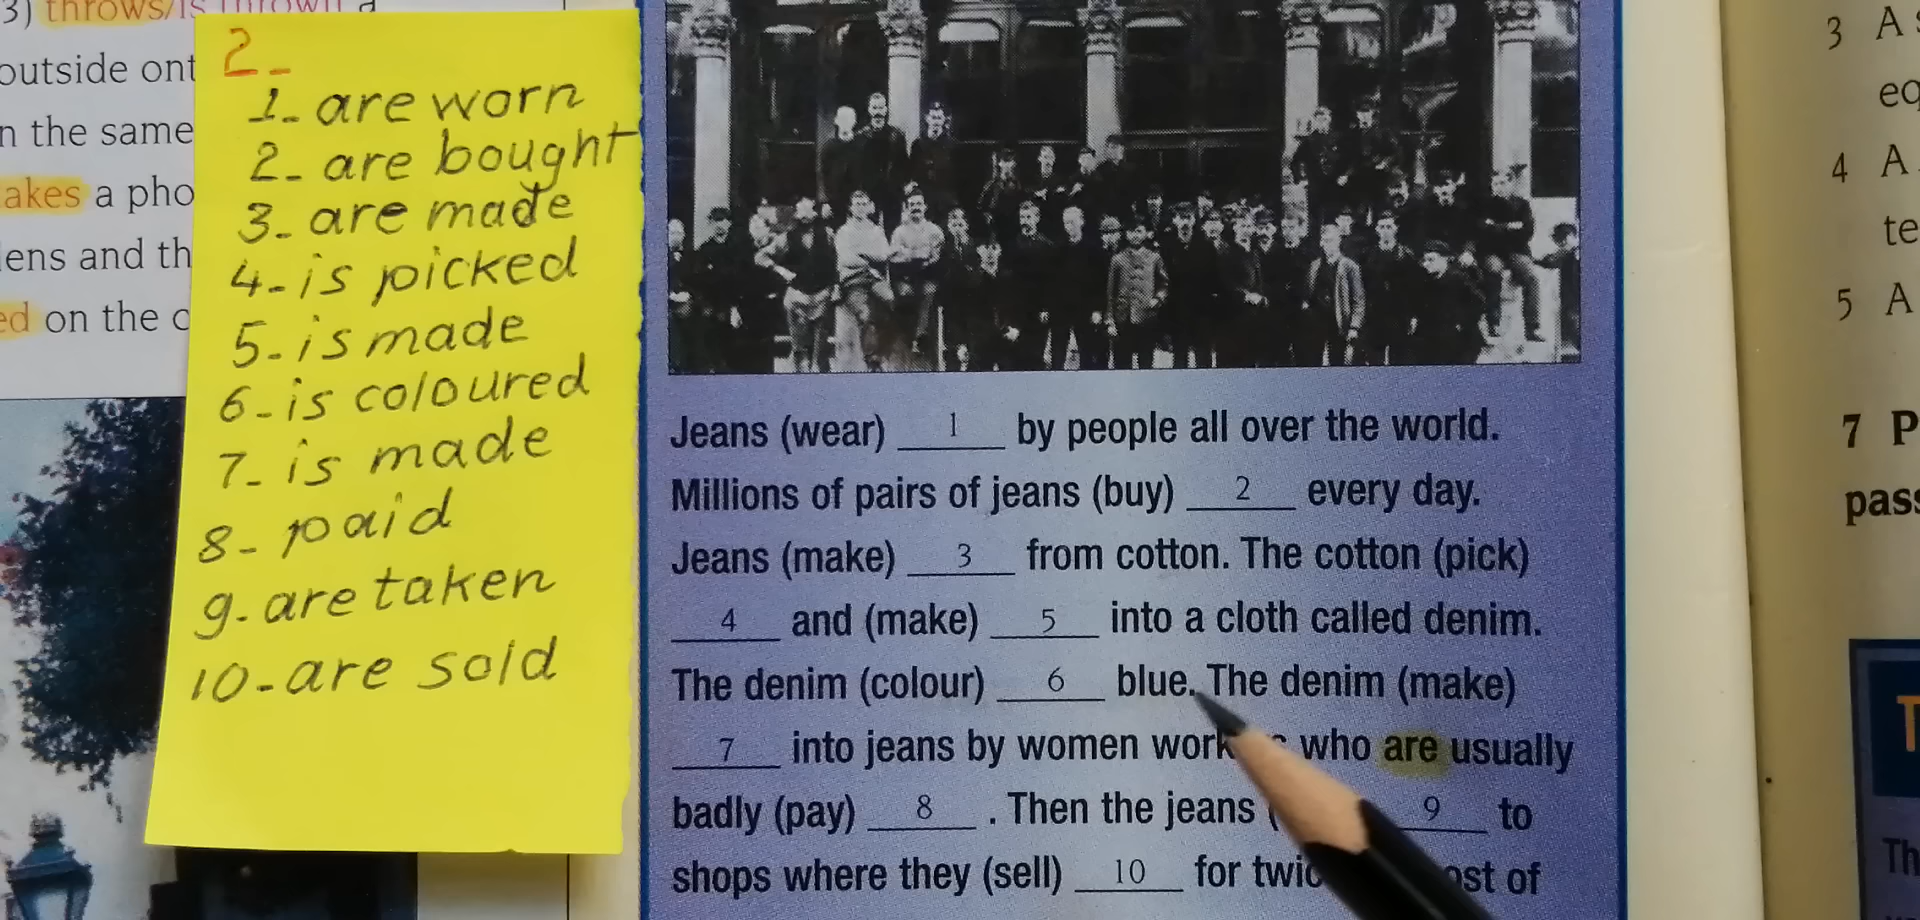 3) throws/is thrown a
outside ont
n the same
akes a pho
lens and th
ed on the c
2-
1- are worn
2- are bought
3- are made
4- is picked
5- is made
6- is coloured
7- is made
8- paid
9- are taken
10- are sold
Jeans (wear) 1 by people all over the world.
Millions of pairs of jeans (buy) 2 every day.
Jeans (make) 3 from cotton. The cotton (pick)
4 and (make) 5 into a cloth called denim.
The denim (colour) 6 blue. The denim (make)
7 into jeans by women who are usually
badly (pay) 8 . Then the jeans ( 9 to
shops where they (sell) 10 for of
3 A
eq
4 A
te
5 A
7 P
pass
T
Th